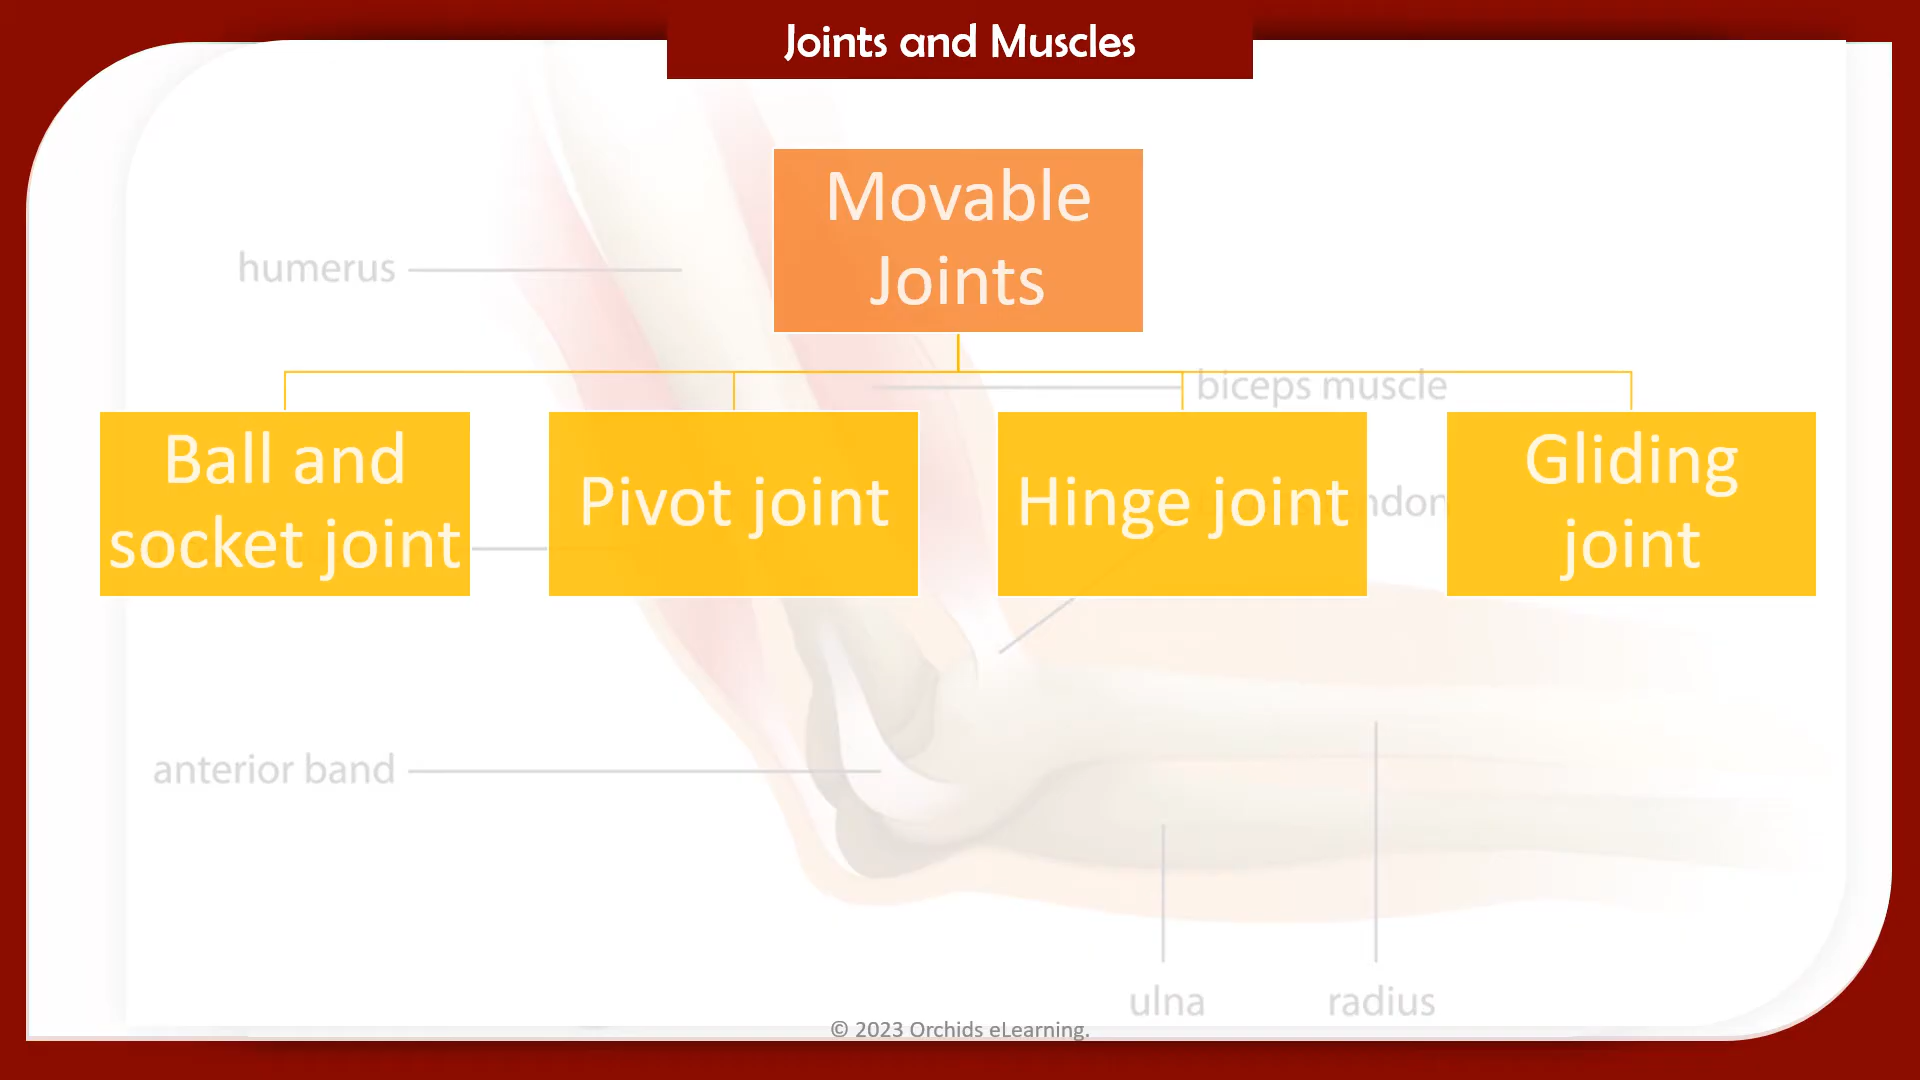 Joints and Muscles
Movable
Joints
humerus
biceps muscle
Ball and
socket joint
Pivot joint
Hinge joint
Gliding
joint
anterior band
ulna
radius
© 2023 Orchids eLearning.